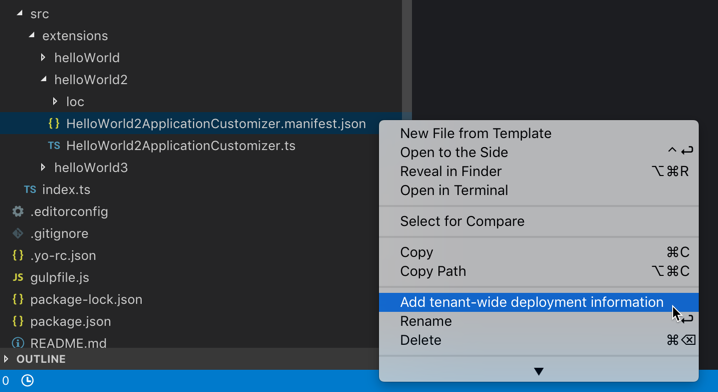 src
extensions
helloWorld
helloWorld2
loc
{ } HelloWorld2ApplicationCustomizer.manifest.json
TS HelloWorld2ApplicationCustomizer.ts
helloWorld3
TS index.ts
.editorconfig
.gitignore
{ } .yo-rc.json
JS gulpfile.js
{ } package-lock.json
{ } package.json
README.md
OUTLINE
0
New File from Template
Open to the Side ^↩
Reveal in Finder ⌥⌘R
Open in Terminal
Select for Compare
Copy ⌘C
Copy Path ⌥⌘C
Add tenant-wide deployment information
Rename ↩
Delete ⌘⌫